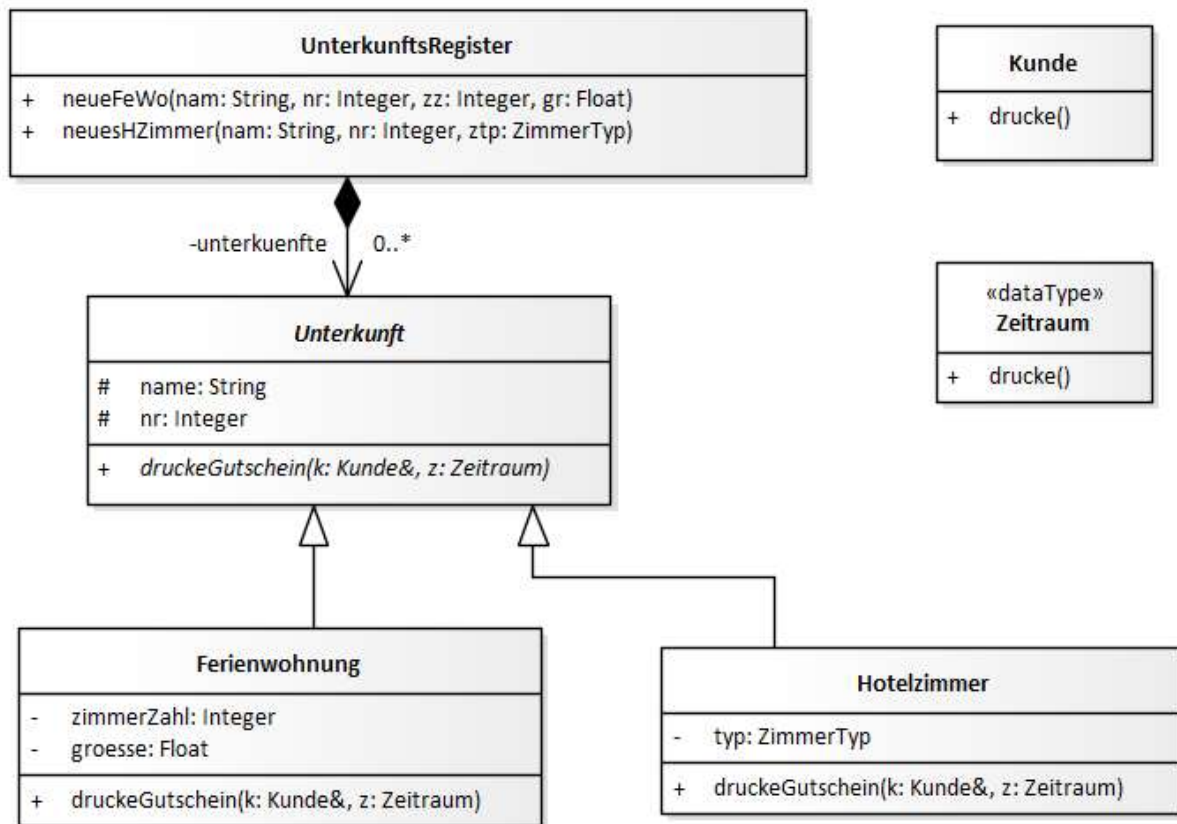 UnterkunftsRegister
+ neueFeWo(nam: String, nr: Integer, zz: Integer, gr: Float)
+ neuesHZimmer(nam: String, nr: Integer, ztp: ZimmerTyp)
Kunde
+ drucke()
-unterkuenfte 0..*
«dataType»
Zeitraum
+ drucke()
Unterkunft
# name: String
# nr: Integer
+ druckeGutschein(k: Kunde&, z: Zeitraum)
Ferienwohnung
- zimmerZahl: Integer
- groesse: Float
+ druckeGutschein(k: Kunde&, z: Zeitraum)
Hotelzimmer
- typ: ZimmerTyp
+ druckeGutschein(k: Kunde&, z: Zeitraum)